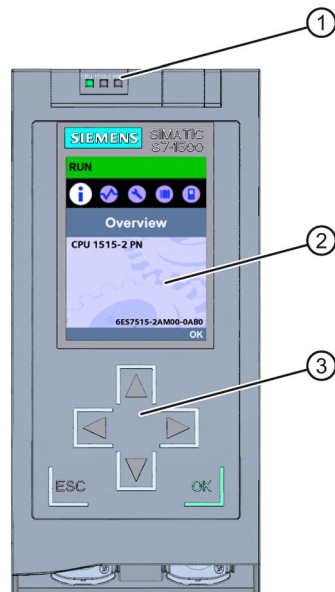 1
SIEMENS
SIMATIC
S7-1500
RUN
Overview
CPU 1515-2 PN
2
6ES7515-2AM00-0AB0
OK
3
ESC
OK